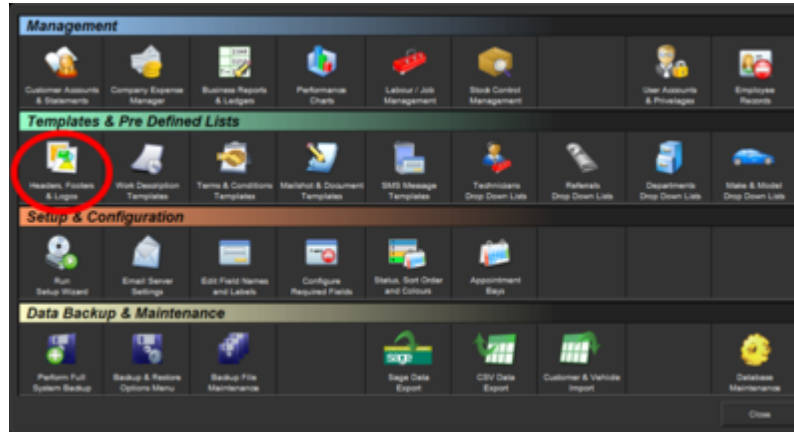 Management
Customer Accounts
& Statements
Company Expense
Manager
Business Reports
& Ledgers
Performance
Charts
Labour / Job
Management
Stock Control
Management
User Accounts
& Privelages
Employee
Records
Templates & Pre Defined Lists
Headers, Footers
& Logos
Work Description
Templates
Terms & Conditions
Templates
Mailshot & Document
Templates
SMS Message
Templates
Technicians
Drop Down Lists
Referrals
Drop Down Lists
Departments
Drop Down Lists
Make & Model
Drop Down Lists
Setup & Configuration
Run
Setup Wizard
Email Server
Settings
Edit Field Names
and Labels
Configure
Required Fields
Status, Sort Order
and Colours
Appointment
Bays
Data Backup & Maintenance
Perform Full
System Backup
Backup & Restore
Options Menu
Backup File
Maintenance
sage
Sage Data
Export
CSV Data
Export
Customer & Vehicle
Import
Database
Maintenance
Close